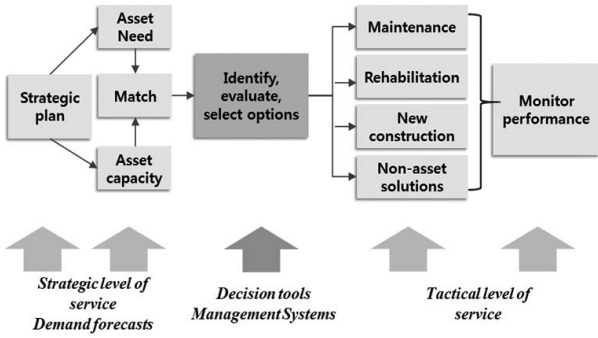 Strategic
plan
Asset
Need
Match
Asset
capacity
Identify,
evaluate,
select options
Maintenance
Rehabilitation
New
construction
Non-asset
solutions
Monitor
performance
Strategic level of
service
Demand forecasts
Decision tools
Management Systems
Tactical level of
service